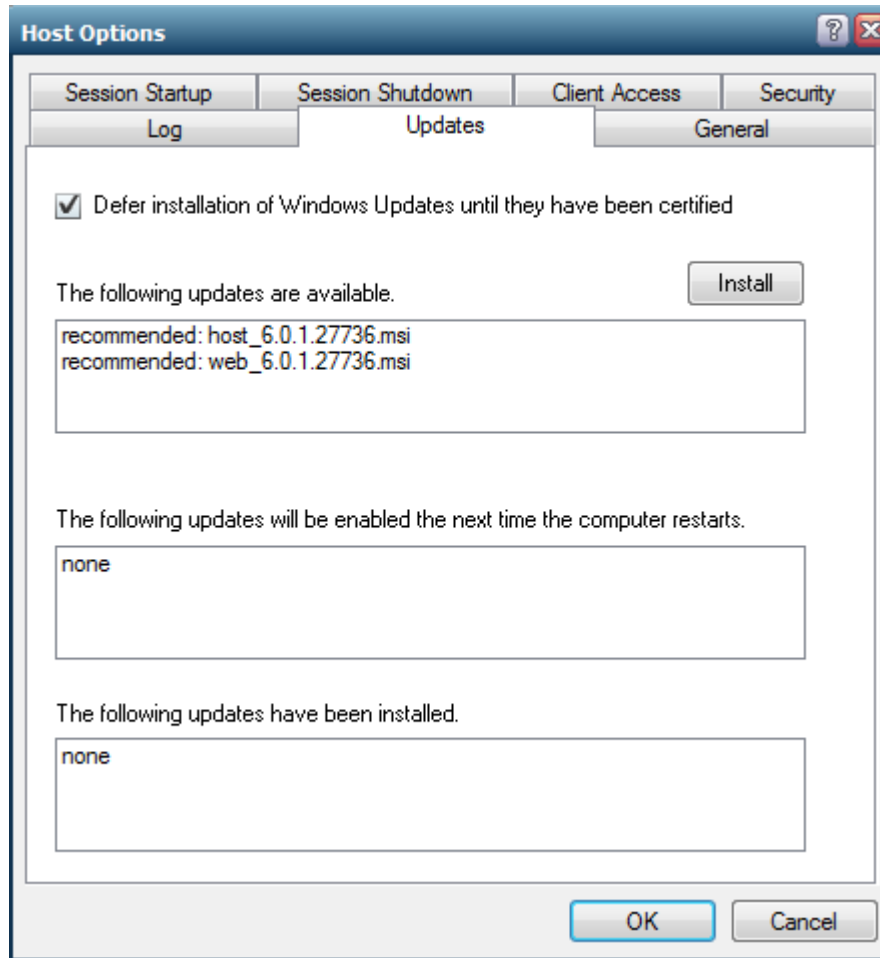 Host Options
Session Startup Session Shutdown Client Access Security
Log Updates General
Defer installation of Windows Updates until they have been certified
Install
The following updates are available.
recommended: host_6.0.1.27736.msi
recommended: web_6.0.1.27736.msi
The following updates will be enabled the next time the computer restarts.
none
The following updates have been installed.
none
OK Cancel